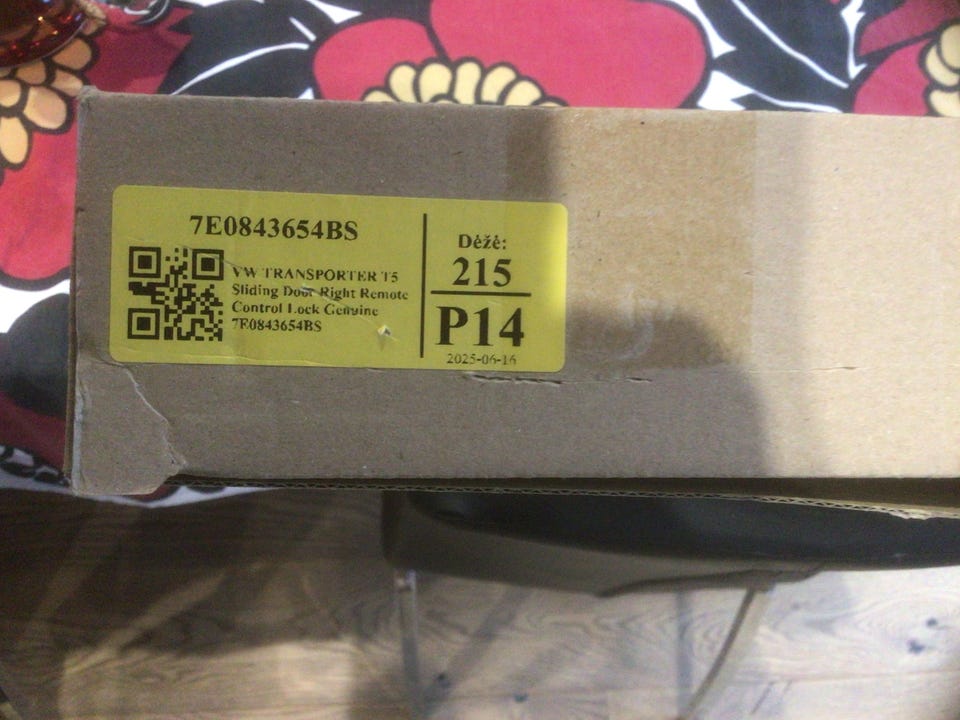 7E0843654BS
VW TRANSPORTER T5
Sliding Door Right Remote
Control Lock Genuine
7E0843654BS
Dėžė:
215
P14
2025-06-16